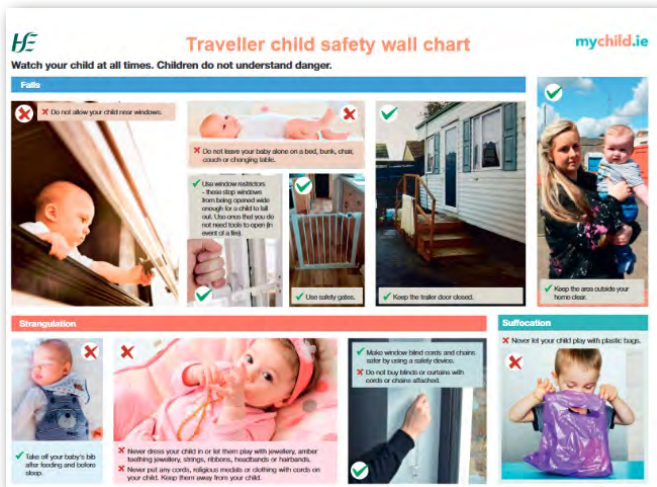 HE
Traveller child safety wall chart
mychild.ie
Watch your child at all times. Children do not understand danger.
Falls
✗ Do not allow your child near windows.
✗ Do not leave your baby alone on a bed, bunk, chair,
couch or changing table.
✓ Use window restrictors
- these stop windows
from being opened wide
enough for a child to fall
out. Use ones that you do
not need tools to open (in
event of a fire).
✓ Use safety gates.
✓ Keep the trailer door closed.
✓ Keep the area outside your
home clear.
Strangulation
✓ Take off your baby's bib
after feeding and before
sleep.
✗ Never dress your child in or let them play with jewellery, amber
teething jewellery, strings, ribbons, headbands or hairbands.
✗ Never put any cords, religious medals or clothing with cords on
your child. Keep them away from your child.
✓ Make window blind cords and chains
safer by using a safety device.
✗ Do not buy blinds or curtains with
cords or chains attached.
Suffocation
✗ Never let your child play with plastic bags.